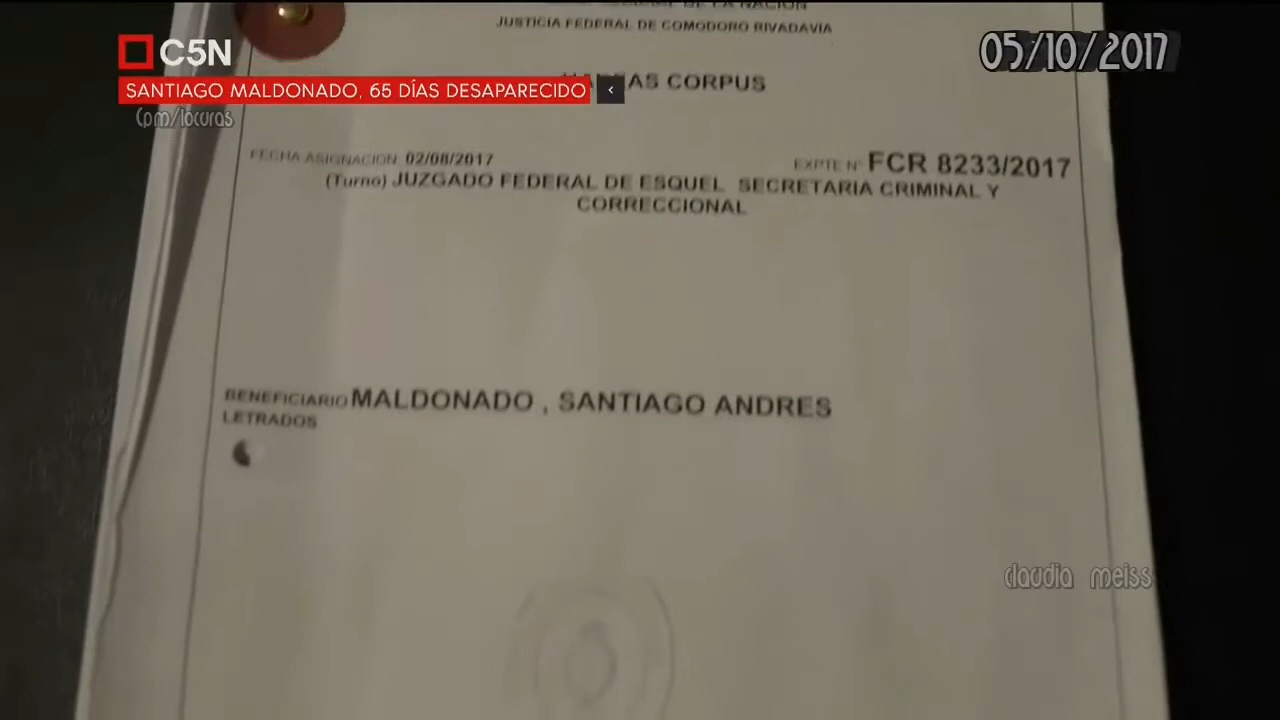 JUSTICIA FEDERAL DE COMODORO RIVADAVIA
C5N
05/10/2017
SANTIAGO MALDONADO, 65 DÍAS DESAPARECIDO
CORPUS
Cpm/locuras
FECHA ASIGNACION 02/08/2017
EXPTE Nº FCR 8233/2017
(Turno) JUZGADO FEDERAL DE ESQUEL SECRETARIA CRIMINAL Y
CORRECCIONAL
BENEFICIARIO MALDONADO , SANTIAGO ANDRES
LETRADOS
claudia meiss